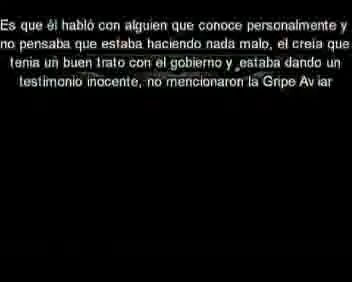 Es que él habló con alguien que conoce personalmente y
no pensaba que estaba haciendo nada malo, el creía que
tenia un buen trato con el gobierno y ,estaba dando un
testimonio inocente, no mencionaron la Gripe Aviar